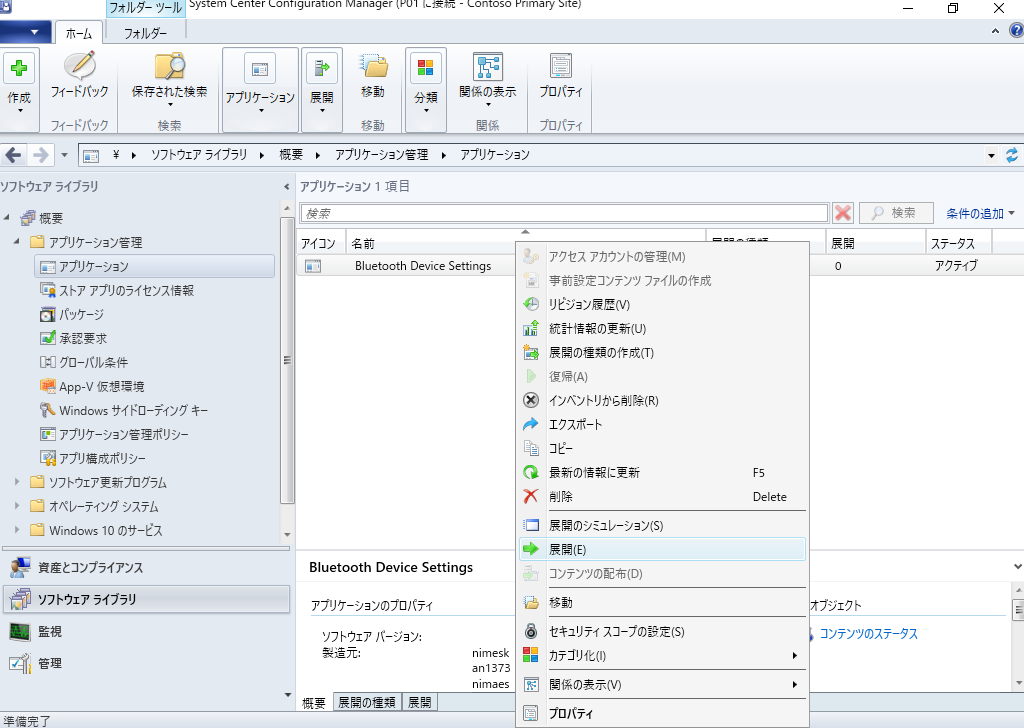 フォルダー ツール
System Center Configuration Manager (P01 に接続 - Contoso Primary Site)
ホーム
フォルダー
作成
フィードバック
保存された検索
アプリケーション
展開
移動
分類
関係の表示
プロパティ
フィードバック
検索
移動
関係
プロパティ
¥
ソフトウェア ライブラリ
概要
アプリケーション管理
アプリケーション
ソフトウェア ライブラリ
概要
アプリケーション管理
アプリケーション
ストア アプリのライセンス情報
パッケージ
承認要求
グローバル条件
App-V 仮想環境
Windows サイドローディング キー
アプリケーション管理ポリシー
アプリ構成ポリシー
ソフトウェア更新プログラム
オペレーティング システム
Windows 10 のサービス
資産とコンプライアンス
ソフトウェア ライブラリ
監視
管理
準備完了
アプリケーション 1 項目
検索
検索
条件の追加
アイコン
名前
展開の種類
展開
ステータス
Bluetooth Device Settings
0
アクティブ
アクセス アカウントの管理(M)
事前設定コンテンツ ファイルの作成
リビジョン履歴(V)
統計情報の更新(U)
展開の種類の作成(T)
復帰(A)
インベントリから削除(R)
エクスポート
コピー
最新の情報に更新 F5
削除 Delete
展開のシミュレーション(S)
展開(E)
コンテンツの配布(D)
移動
セキュリティ スコープの設定(S)
カテゴリ化(I)
関係の表示(V)
プロパティ
Bluetooth Device Settings
アプリケーションのプロパティ
ソフトウェア バージョン:
製造元:
nimesk
an1373
nimaes
オブジェクト
コンテンツのステータス
概要
展開の種類
展開